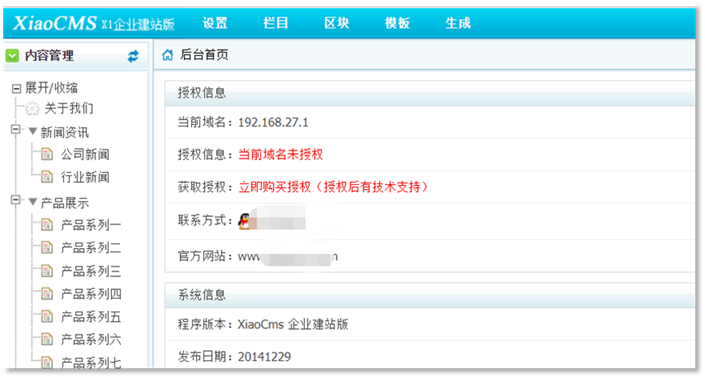 XiaoCMS X1企业建站版 设置 栏目 区块 模板 生成
内容管理
后台首页
展开/收缩
关于我们
新闻资讯
公司新闻
行业新闻
产品展示
产品系列一
产品系列二
产品系列三
产品系列四
产品系列五
产品系列六
产品系列七
授权信息
当前域名：192.168.27.1
授权信息：当前域名未授权
获取授权：立即购买授权（授权后有技术支持）
联系方式：
官方网站：www
系统信息
程序版本：XiaoCms 企业建站版
发布日期：20141229